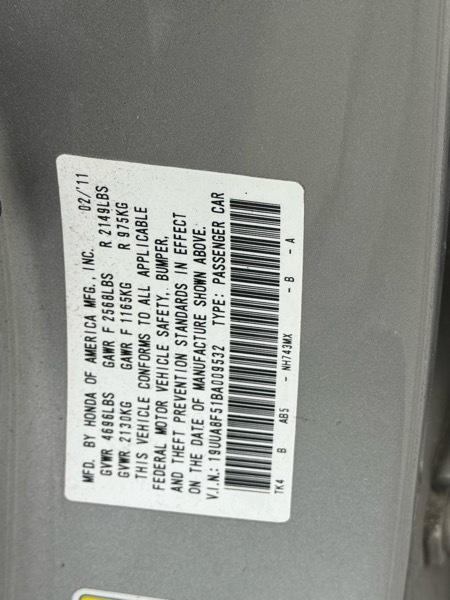 MFD. BY HONDA OF AMERICA MFG., INC. 02/'11
GVWR 4696LBS GAWR F 2568LBS R 2149LBS
GVWR 2130KG GAWR F 1165KG R 975KG
THIS VEHICLE CONFORMS TO ALL APPLICABLE
FEDERAL MOTOR VEHICLE SAFETY, BUMPER,
AND THEFT PREVENTION STANDARDS IN EFFECT
ON THE DATE OF MANUFACTURE SHOWN ABOVE.
V.I.N.: 19UUA8F51BA009532 TYPE: PASSENGER CAR
TK4 B AB5 - NH743MX - B - A